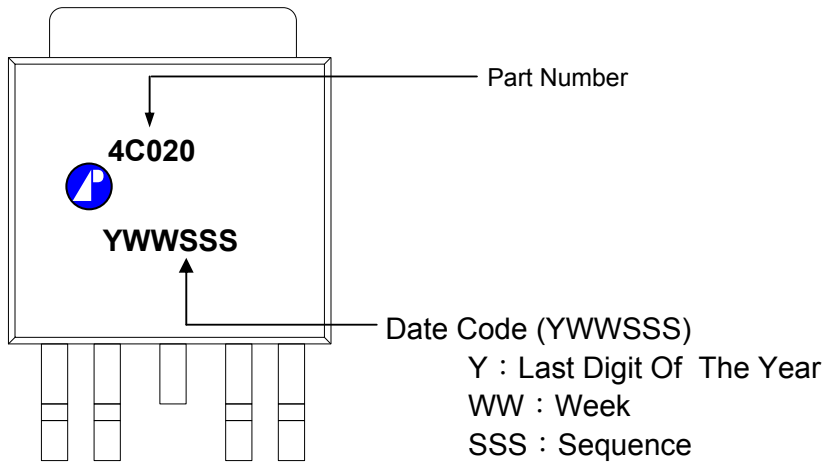 Part Number
4C020
YWWSSS
Date Code (YWWSSS)
Y：Last Digit Of The Year
WW：Week
SSS：Sequence